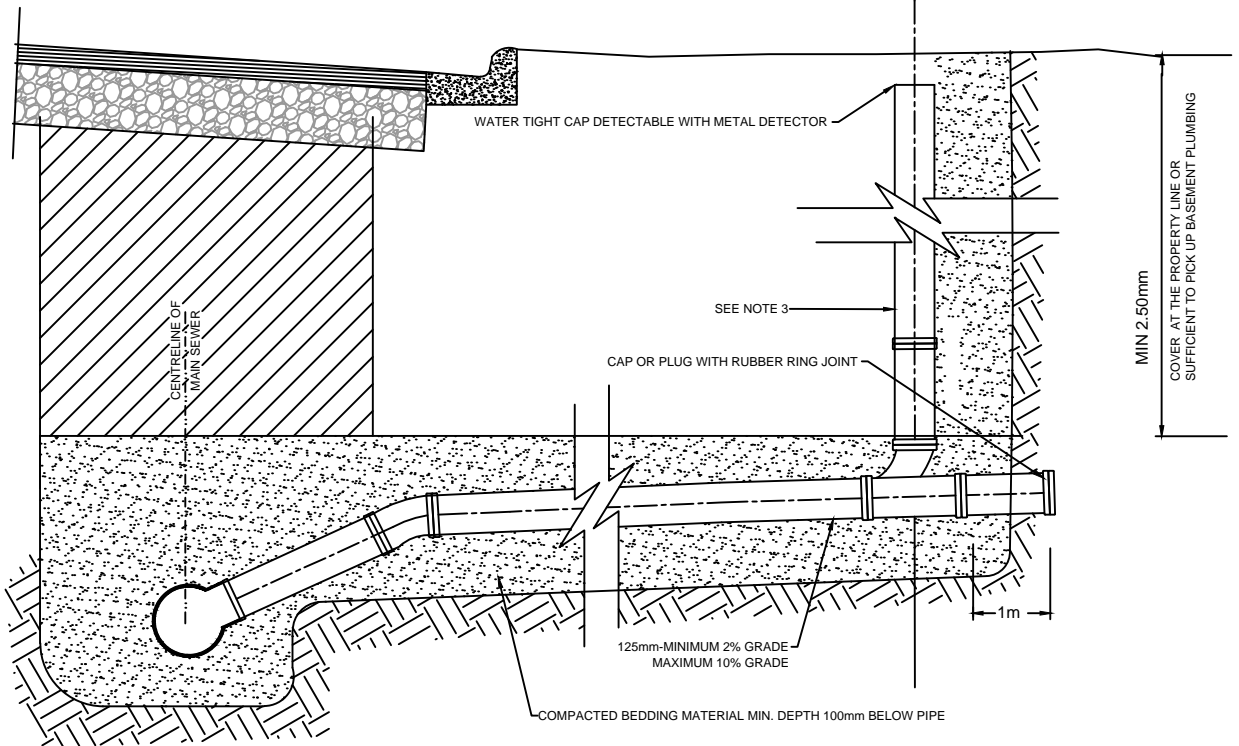 WATER TIGHT CAP DETECTABLE WITH METAL DETECTOR
SEE NOTE 3
CAP OR PLUG WITH RUBBER RING JOINT
CENTRELINE OF
MAIN SEWER
MIN 2.50mm
COVER AT THE PROPERTY LINE OR
SUFFICIENT TO PICK UP BASEMENT PLUMBING
1m
125mm-MINIMUM 2% GRADE
MAXIMUM 10% GRADE
COMPACTED BEDDING MATERIAL MIN. DEPTH 100mm BELOW PIPE